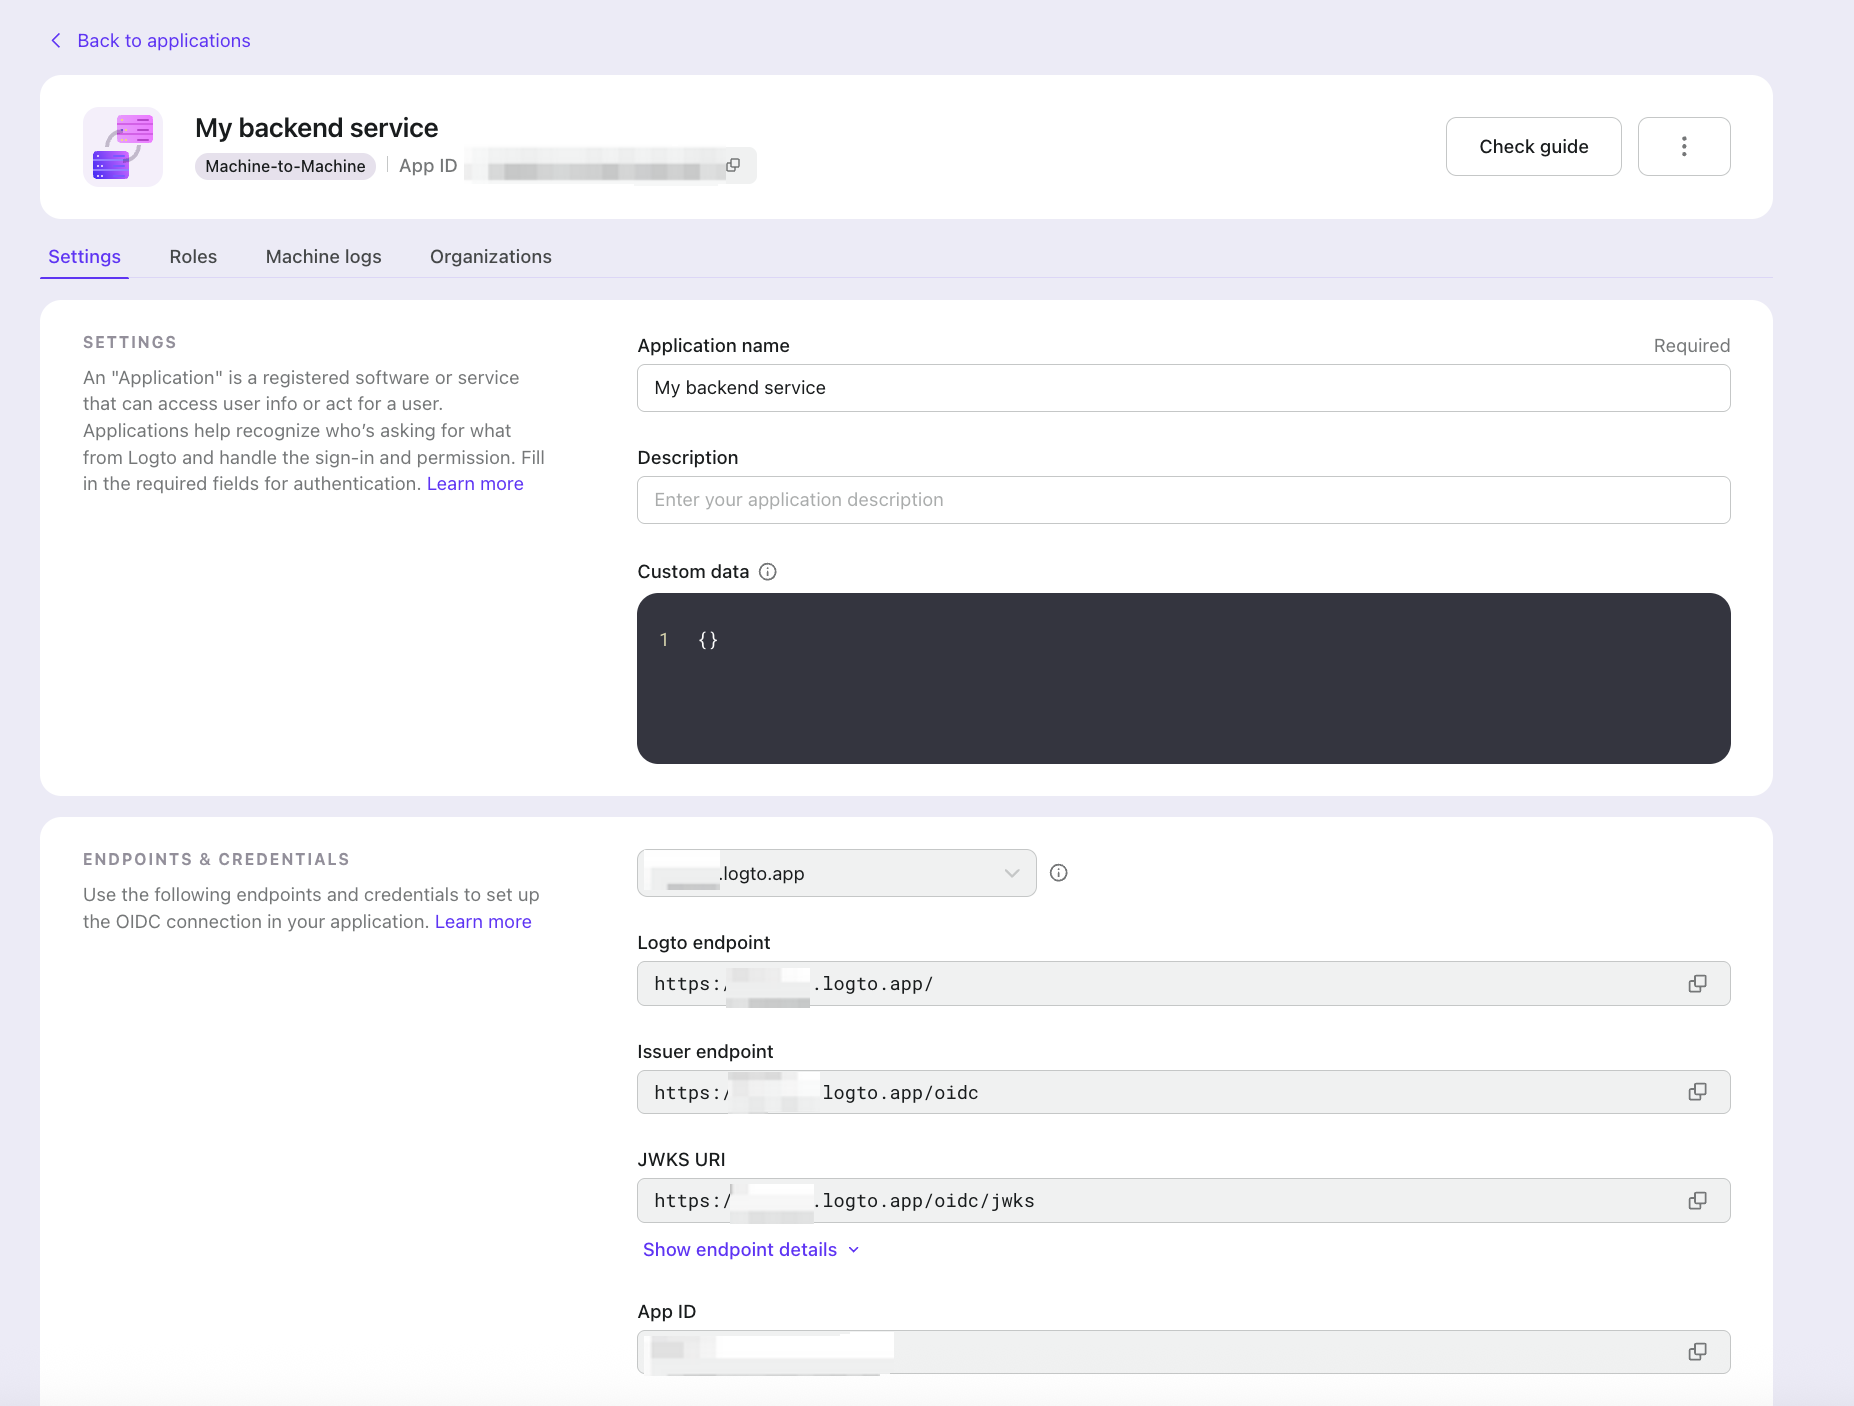 Back to applications
My backend service
Machine-to-Machine
App ID
Check guide
Settings
Roles
Machine logs
Organizations
SETTINGS
An "Application" is a registered software or service
that can access user info or act for a user.
Applications help recognize who’s asking for what
from Logto and handle the sign-in and permission. Fill
in the required fields for authentication. Learn more
Application name
Required
My backend service
Description
Enter your application description
Custom data
1 {}
ENDPOINTS & CREDENTIALS
Use the following endpoints and credentials to set up
the OIDC connection in your application. Learn more
.logto.app
Logto endpoint
https:/ .logto.app/
Issuer endpoint
https:/ logto.app/oidc
JWKS URI
https:/ .logto.app/oidc/jwks
Show endpoint details
App ID